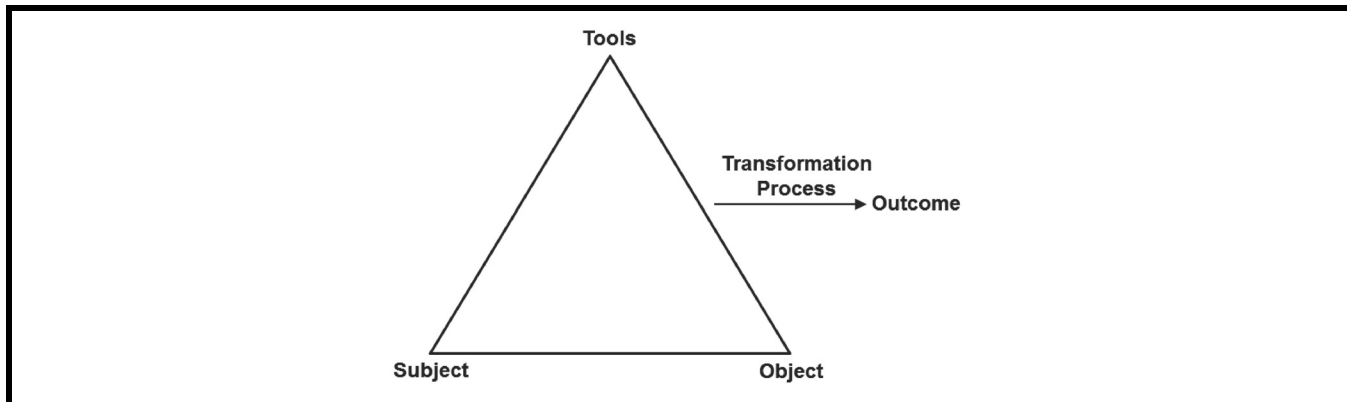 Tools
Transformation
Process
Outcome
Subject
Object